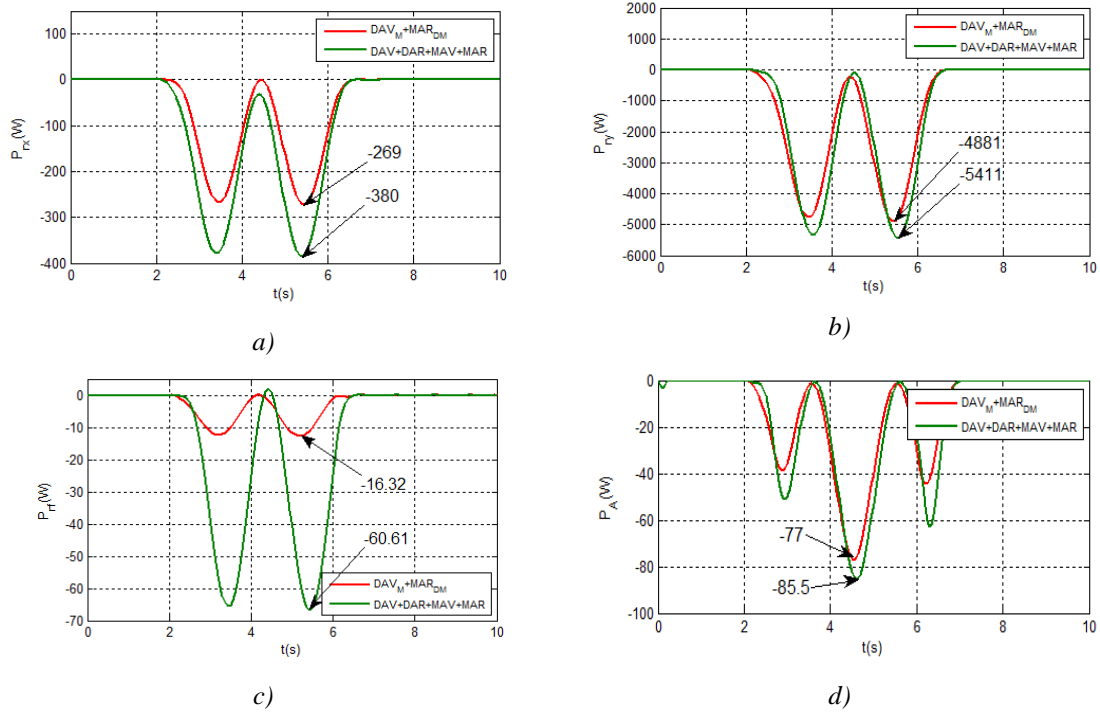 DAV_M+MAR_DM
DAV+DAR+MAV+MAR
100
0
-100
-200
-300
-400
P_rx(W)
-269
-380
0 2 4 6 8 10
t(s)
a)
DAV_M+MAR_DM
DAV+DAR+MAV+MAR
2000
1000
0
-1000
-2000
-3000
-4000
-5000
-6000
P_ry(W)
-4881
-5411
0 2 4 6 8 10
t(s)
b)
0
-10
-20
-30
-40
-50
-60
-70
P_rf(W)
-16.32
-60.61
DAV_M+MAR_DM
DAV+DAR+MAV+MAR
0 2 4 6 8 10
t(s)
c)
DAV_M+MAR_DM
DAV+DAR+MAV+MAR
0
-20
-40
-60
-80
-100
P_A(W)
-77
-85.5
0 2 4 6 8 10
t(s)
d)